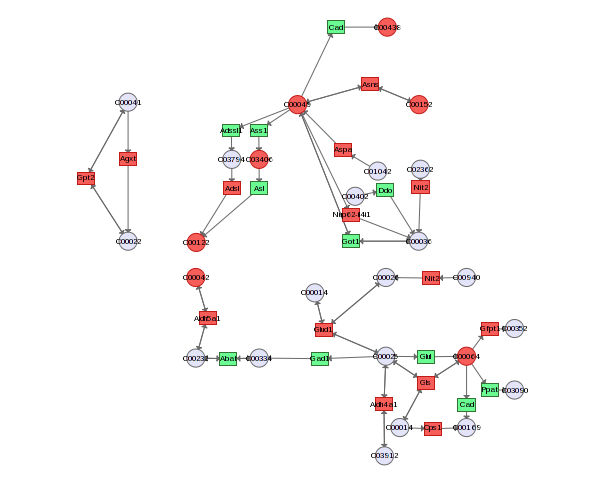 Cad
C00438
Asns
C00049
C00152
C00041
Adssl1
Ass1
Aspa
Agxt
C03794
C03406
C01042
C02362
Gpt2
Adsl
Asl
C00402
Ddo
Nit2
C00022
C00122
Got1
C00036
C00042
C00014
C00026
Nit2
C00940
Aldh5a1
Glud1
Gfpt1
C00352
C00232
Abat
C00334
Gad1
C00025
Glul
C00064
Gls
Ppat
C03090
Aldh4a1
Cad
C00014
Cps1
C00169
C03912